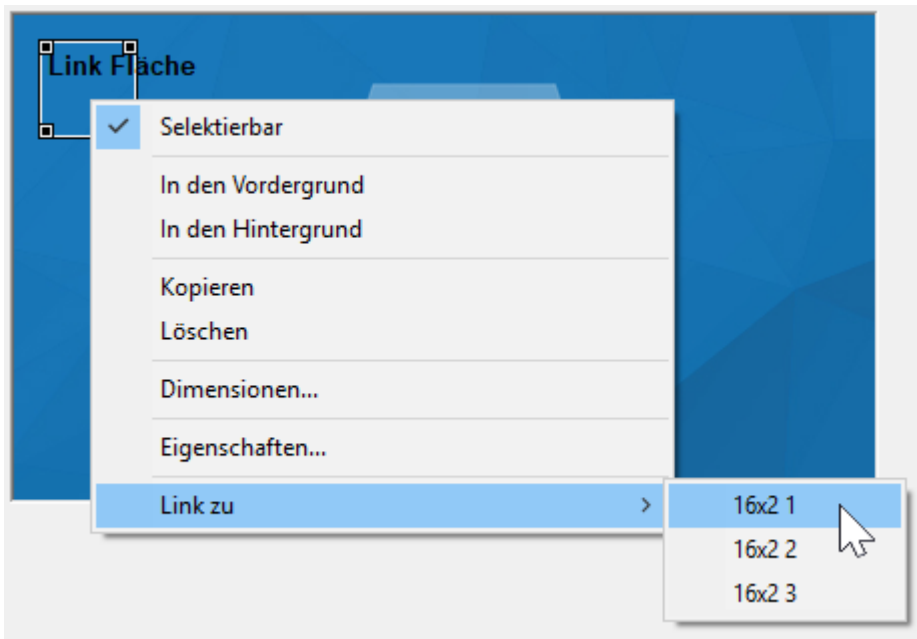 Link Fläche
Selektierbar
In den Vordergrund
In den Hintergrund
Kopieren
Löschen
Dimensionen...
Eigenschaften...
Link zu
16x2 1
16x2 2
16x2 3